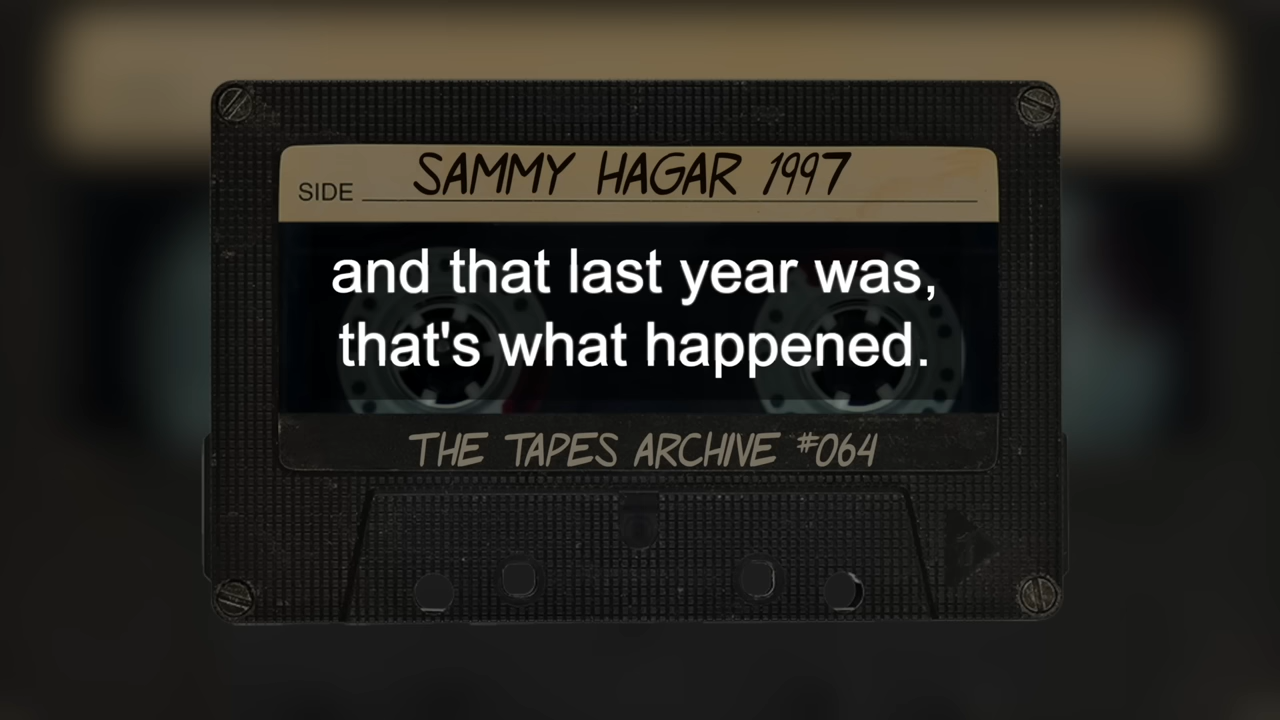 SAMMY HAGAR 1997
SIDE
and that last year was,
that's what happened.
THE TAPES ARCHIVE #064